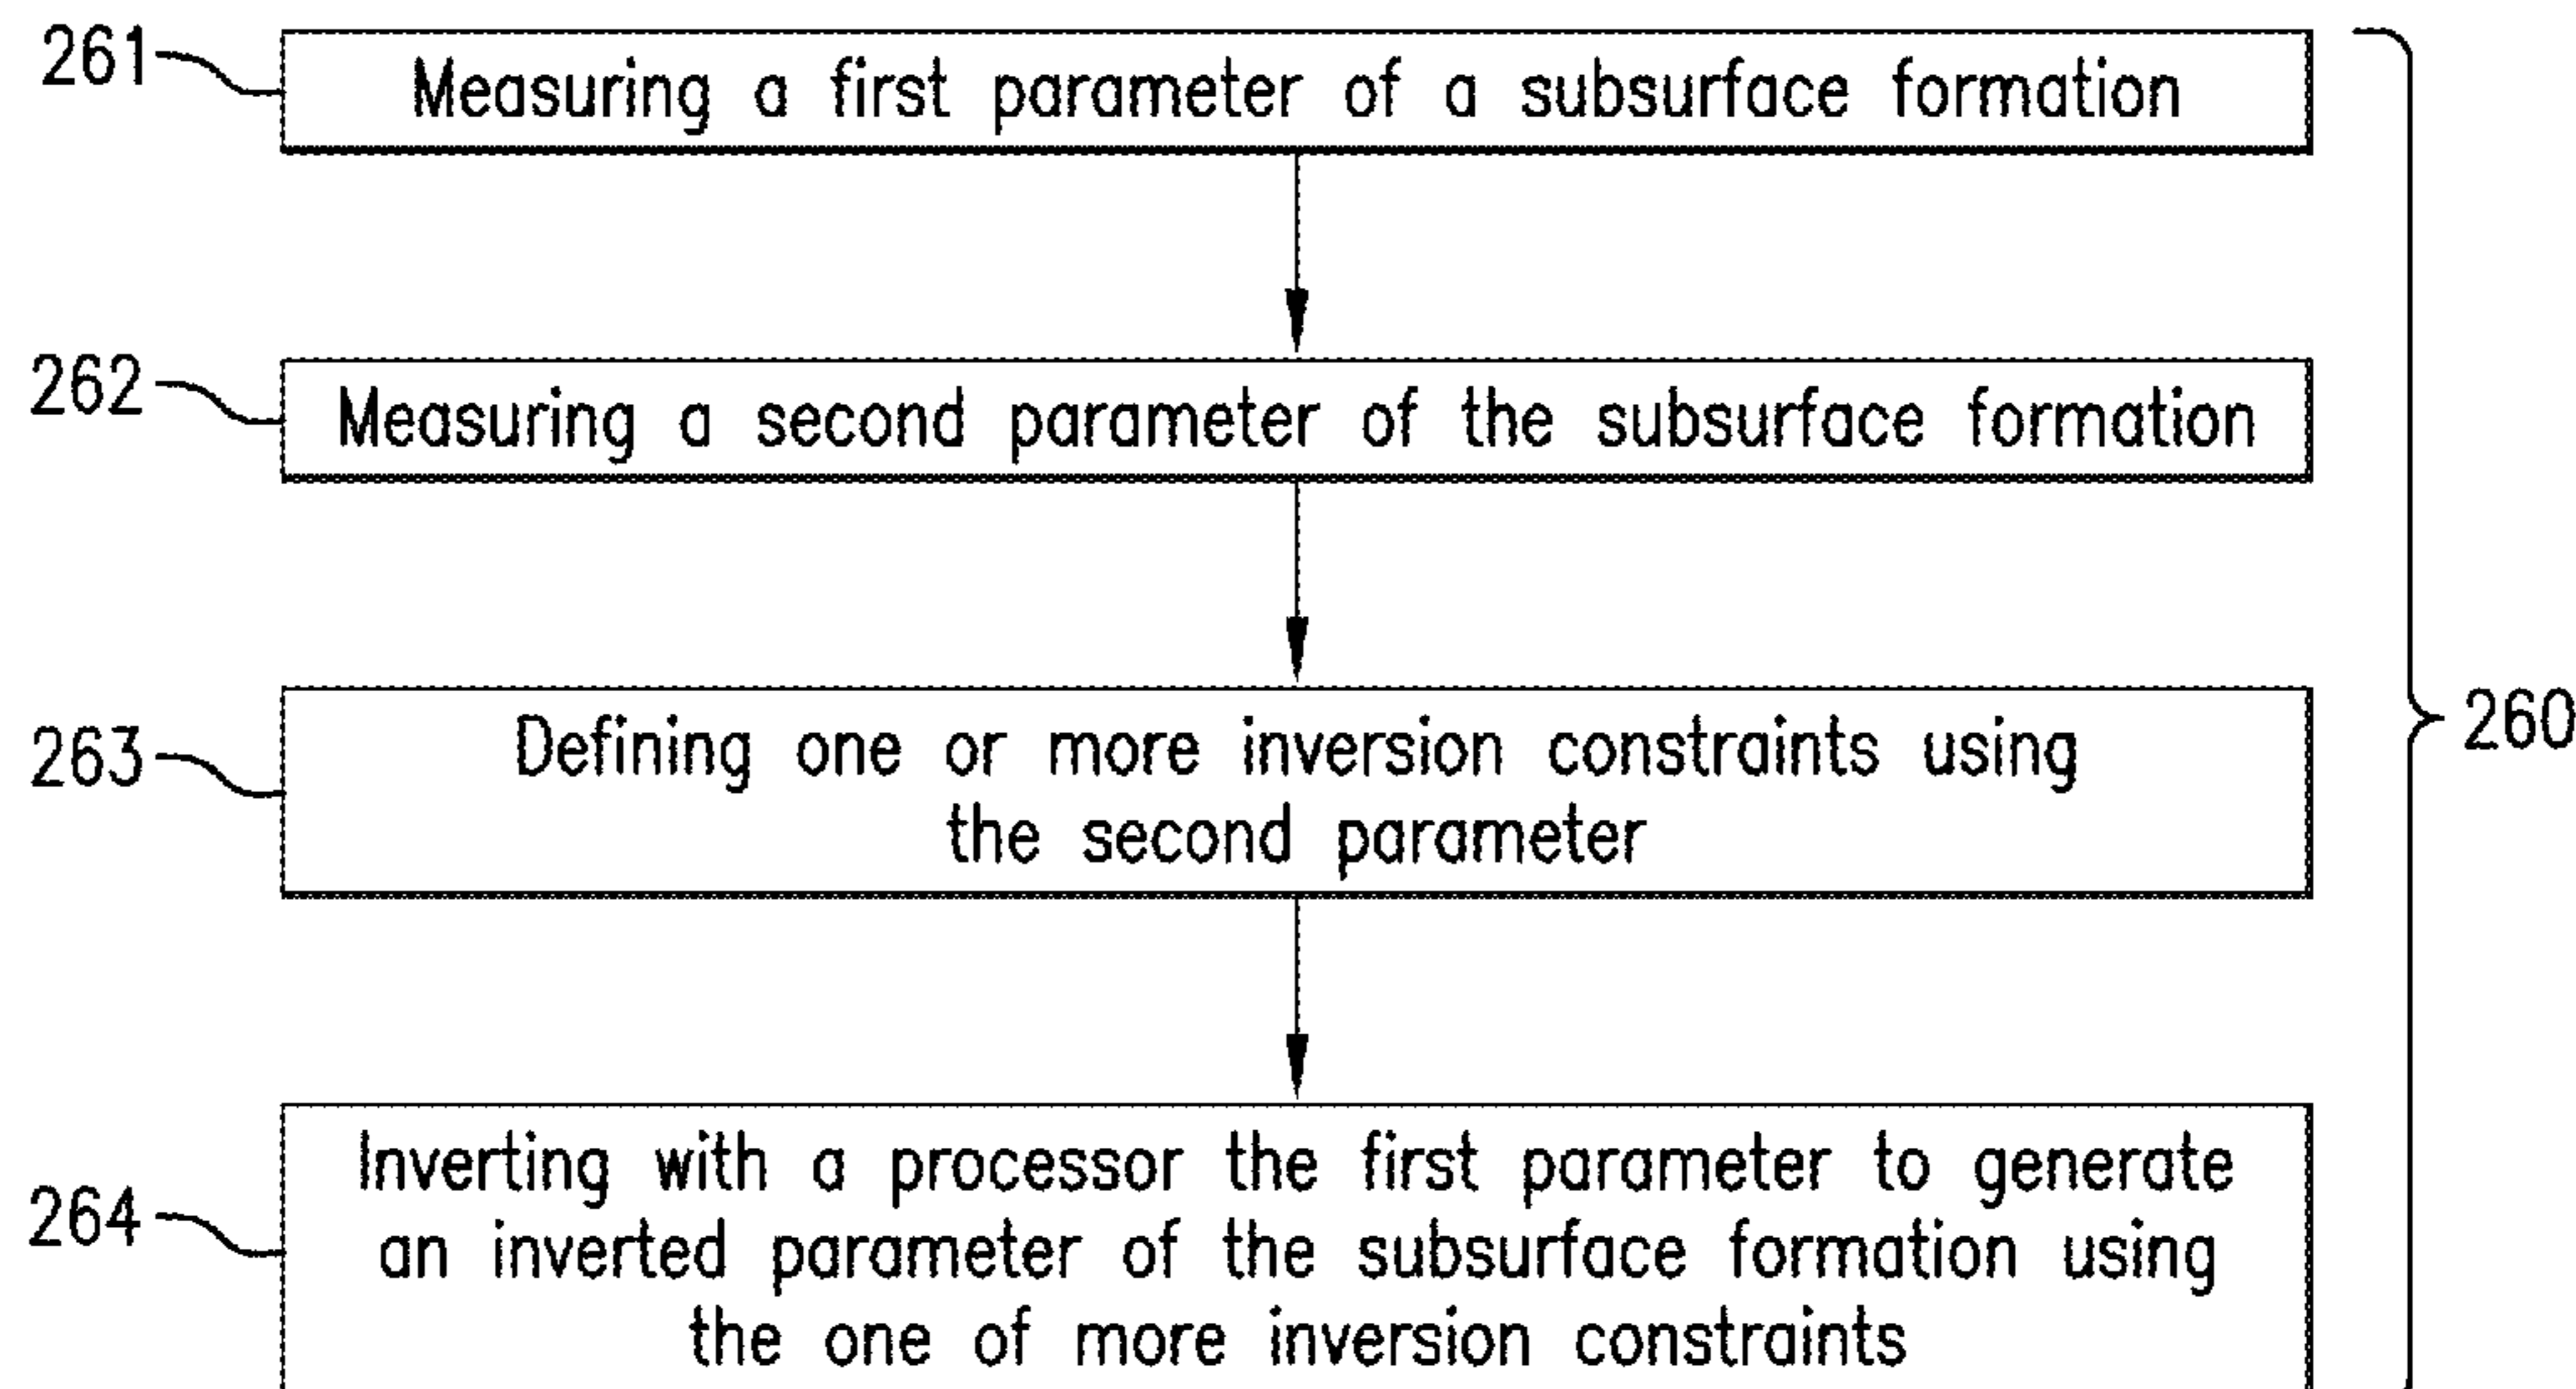 261
Measuring a first parameter of a subsurface formation
262
Measuring a second parameter of the subsurface formation
263
Defining one or more inversion constraints using
the second parameter
260
264
Inverting with a processor the first parameter to generate
an inverted parameter of the subsurface formation using
the one of more inversion constraints